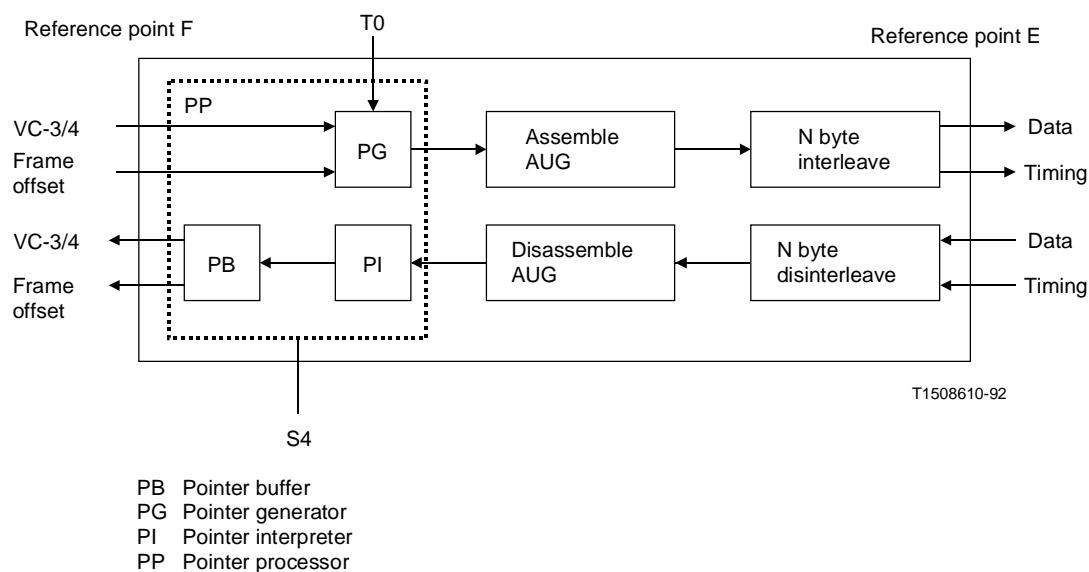 Reference point F
T0
Reference point E
PP
VC-3/4
Frame
offset
PG
Assemble
AUG
N byte
interleave
Data
Timing
VC-3/4
Frame
offset
PB
PI
Disassemble
AUG
N byte
disinterleave
Data
Timing
T1508610-92
S4
PB Pointer buffer
PG Pointer generator
PI Pointer interpreter
PP Pointer processor